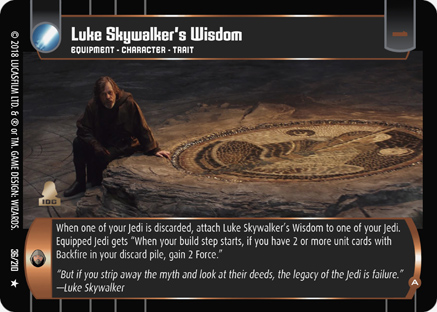 Luke Skywalker's Wisdom
EQUIPMENT - CHARACTER - TRAIT
© 2018 LUCASFILM LTD. & ® or TM. GAME DESIGN: WIZARDS.
100
When one of your Jedi is discarded, attach Luke Skywalker's Wisdom to one of your Jedi.
Equipped Jedi gets "When your build step starts, if you have 2 or more unit cards with
Backfire in your discard pile, gain 2 Force."
"But if you strip away the myth and look at their deeds, the legacy of the Jedi is failure."
—Luke Skywalker
A